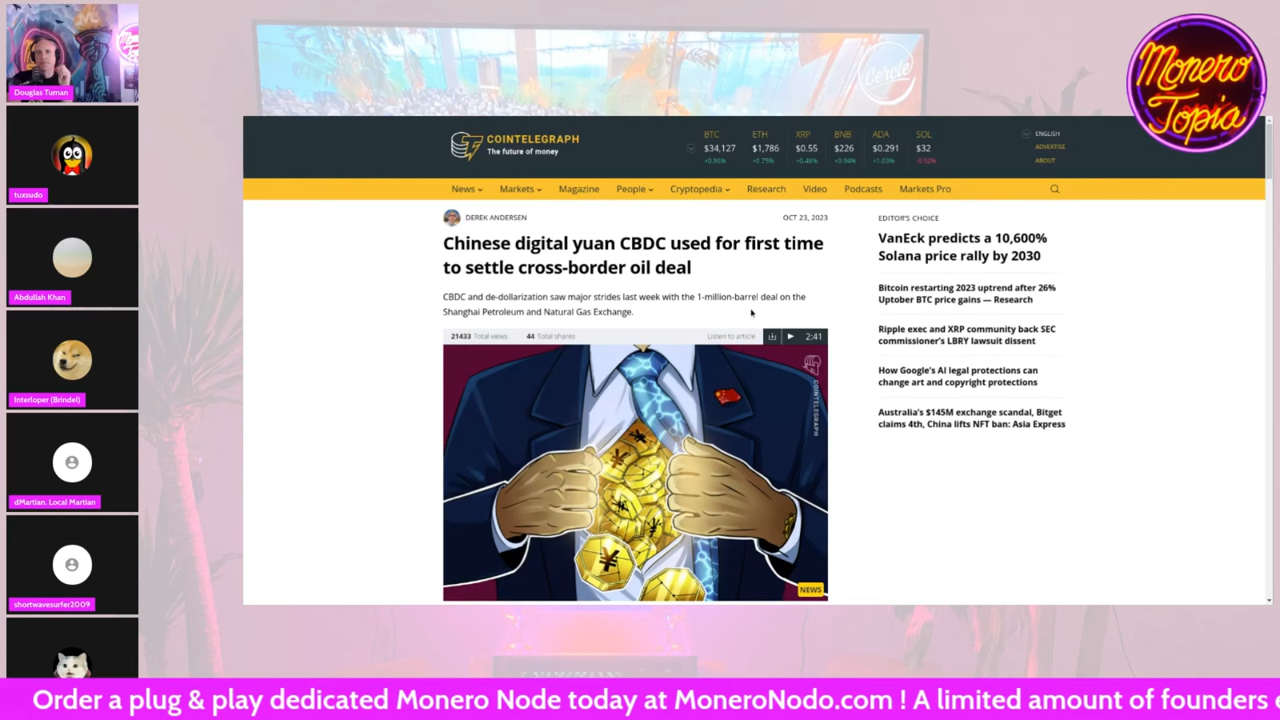 Douglas Tuman
tuxsudo
Abdullah Khan
Interloper (Brindel)
dMartian. Local Martian
shortwavesurfer2009
Cercle
Monero
Topia
COINTELEGRAPH
The future of money
BTC ETH XRP BNB ADA SOL
$34,127 $1,786 $0.55 $226 $0.291 $32
+0.90% +0.75% +0.48% +0.94% +1.03% -0.52%
ENGLISH
ADVERTISE
ABOUT
News Markets Magazine People Cryptopedia Research Video Podcasts Markets Pro
DEREK ANDERSEN OCT 23, 2023
Chinese digital yuan CBDC used for first time
to settle cross-border oil deal
CBDC and de-dollarization saw major strides last week with the 1-million-barrel deal on the
Shanghai Petroleum and Natural Gas Exchange.
21433 Total views 44 Total shares Listen to article 2:41
COINTELEGRAPH
¥
¥
¥
¥
NEWS
EDITOR'S CHOICE
VanEck predicts a 10,600%
Solana price rally by 2030
Bitcoin restarting 2023 uptrend after 26%
Uptober BTC price gains — Research
Ripple exec and XRP community back SEC
commissioner's LBRY lawsuit dissent
How Google's AI legal protections can
change art and copyright protections
Australia's $145M exchange scandal, Bitget
claims 4th, China lifts NFT ban: Asia Express
Order a plug & play dedicated Monero Node today at MoneroNodo.com ! A limited amount of founders